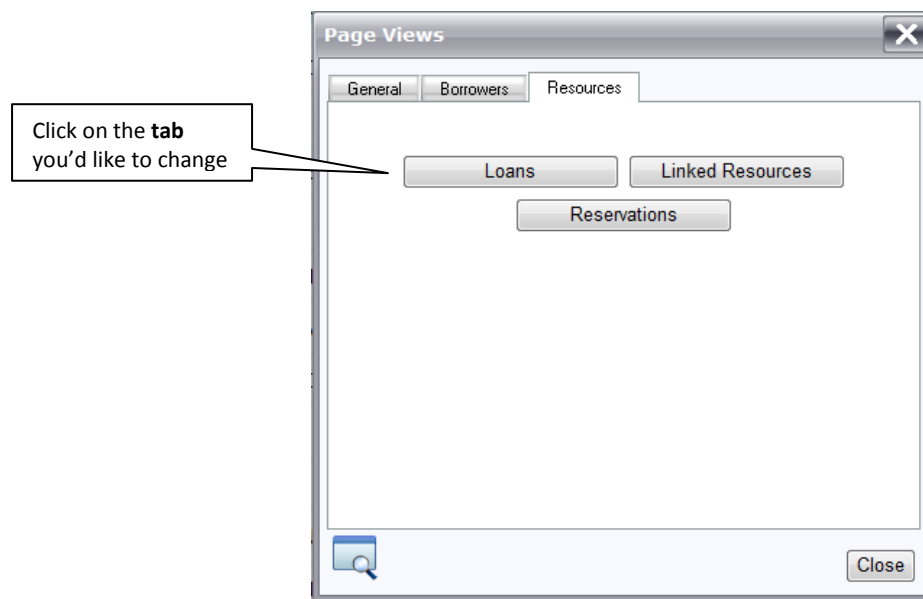 Page Views
General Borrowers Resources
Click on the tab
you’d like to change
Loans Linked Resources
Reservations
Close